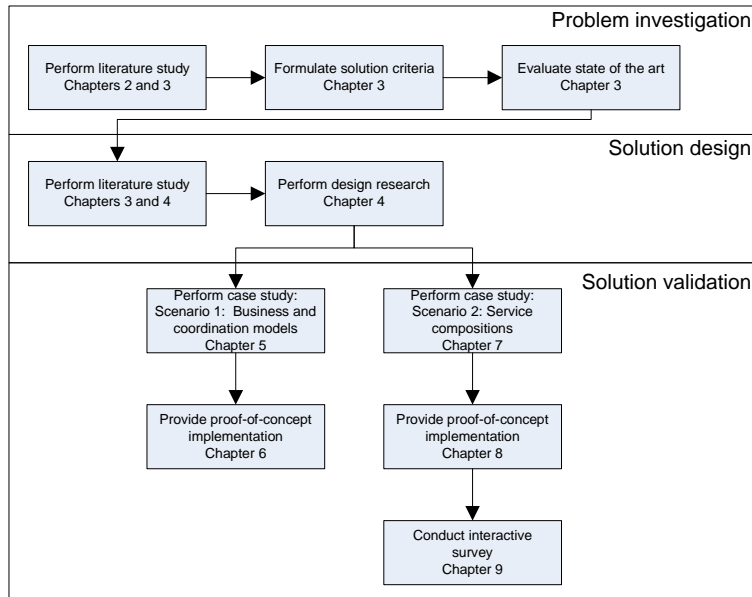 Problem investigation
Perform literature study
Chapters 2 and 3
Formulate solution criteria
Chapter 3
Evaluate state of the art
Chapter 3
Solution design
Perform literature study
Chapters 3 and 4
Perform design research
Chapter 4
Solution validation
Perform case study:
Scenario 1: Business and
coordination models
Chapter 5
Perform case study:
Scenario 2: Service
compositions
Chapter 7
Provide proof-of-concept
implementation
Chapter 6
Provide proof-of-concept
implementation
Chapter 8
Conduct interactive
survey
Chapter 9